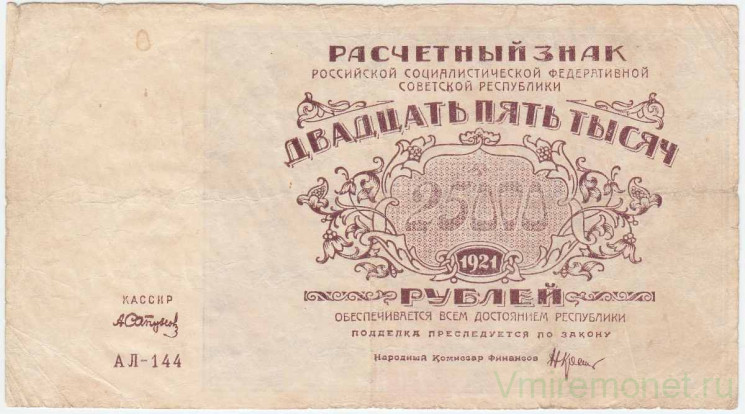 РАСЧЕТНЫЙ ЗНАК
РОССИЙСКОЙ СОЦИАЛИСТИЧЕСКОЙ ФЕДЕРАТИВНОЙ
СОВЕТСКОЙ РЕСПУБЛИКИ
ДВАДЦАТЬ ПЯТЬ ТЫСЯЧ
25000
1921
РУБЛЕЙ
ОБЕСПЕЧИВАЕТСЯ ВСЕМ ДОСТОЯНИЕМ РЕСПУБЛИКИ
ПОДДЕЛКА ПРЕСЛЕДУЕТСЯ ПО ЗАКОНУ
Народный Комиссар Финансов
КАССИР
АЛ-144
Vmiremonet.ru